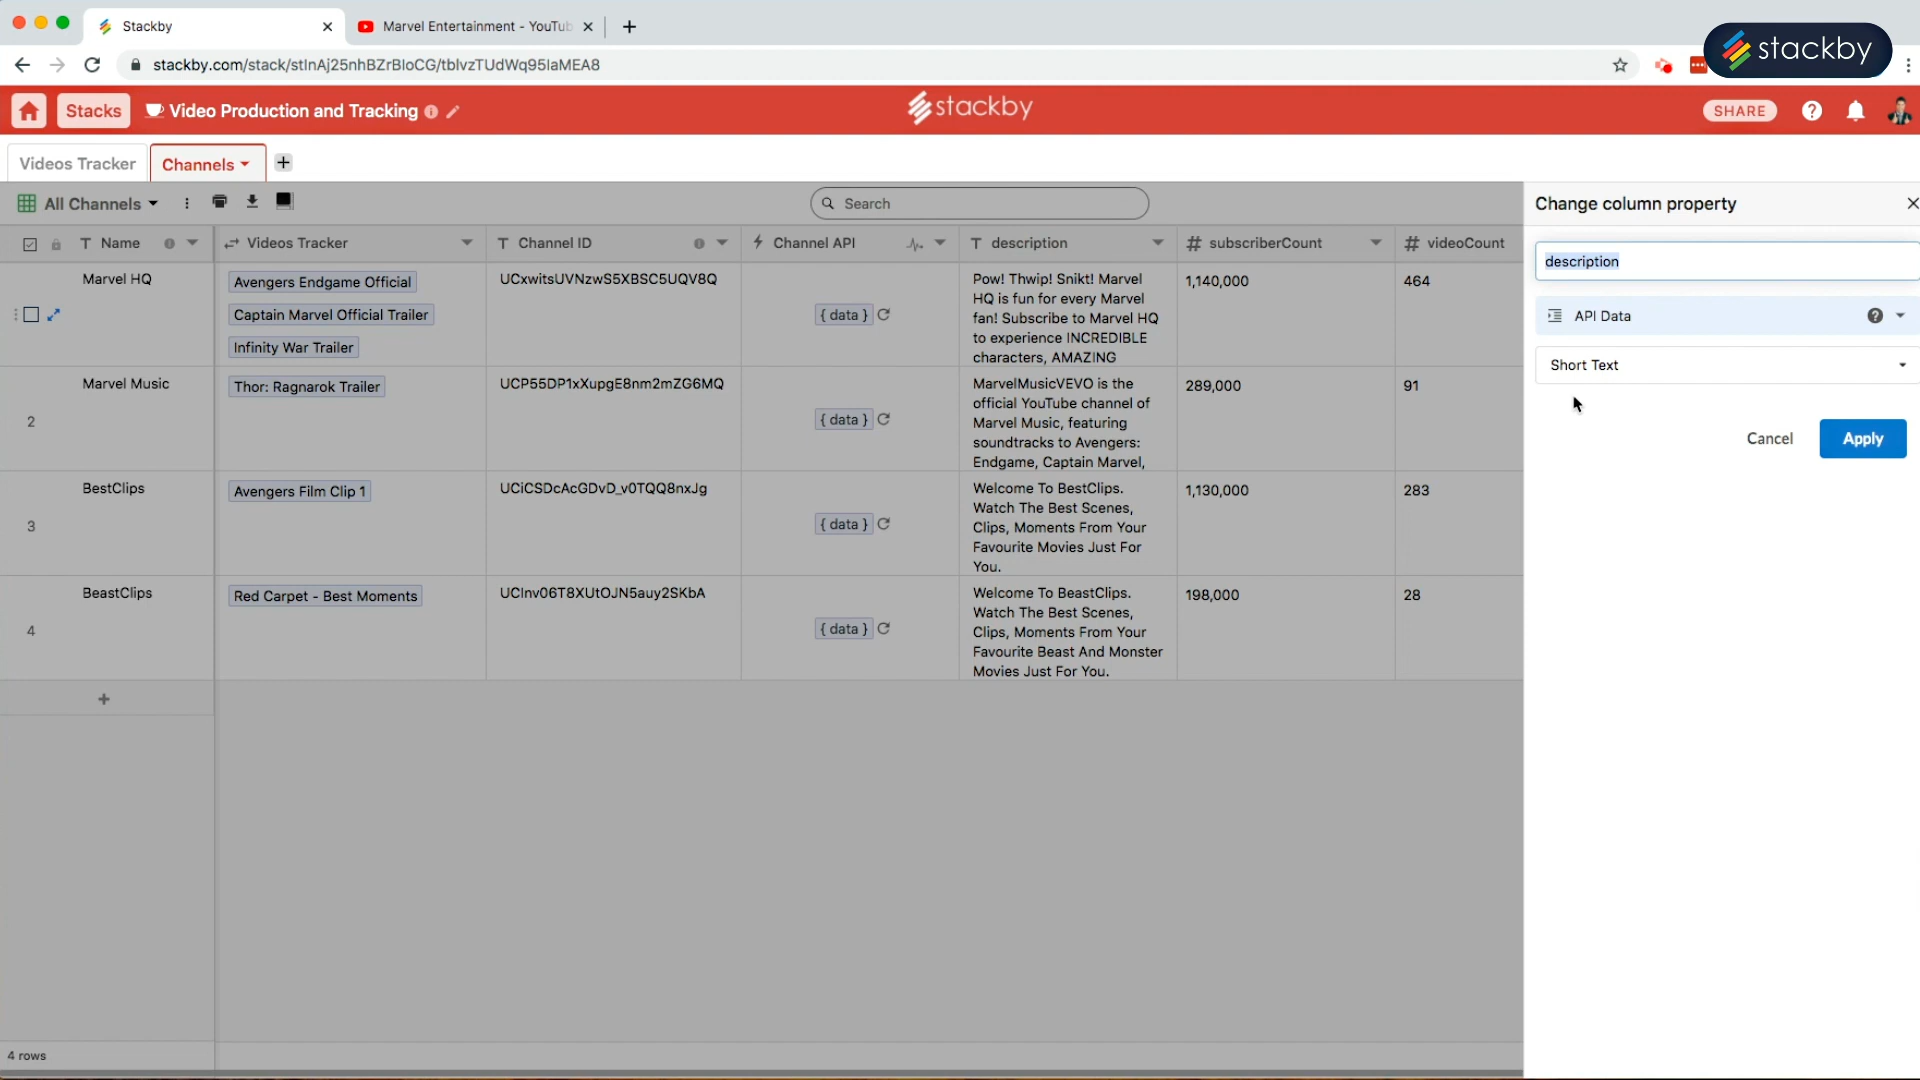 Stackby
Marvel Entertainment - YouTub
stackby.com/stack/stInAj25nhBZrBIoCG/tblvzTUdWq95IaMEA8
stackby
Stacks
Video Production and Tracking
stackby
SHARE
Videos Tracker
Channels
All Channels
Search
Change column property
Name
Videos Tracker
Channel ID
Channel API
description
subscriberCount
videoCount
description
API Data
Short Text
Cancel
Apply
Marvel HQ
Avengers Endgame Official
Captain Marvel Official Trailer
Infinity War Trailer
UCxwitsUVNzwS5XBSC5UQV8Q
{ data }
Pow! Thwip! Snikt! Marvel
HQ is fun for every Marvel
fan! Subscribe to Marvel HQ
to experience INCREDIBLE
characters, AMAZING
1,140,000
464
2
Marvel Music
Thor: Ragnarok Trailer
UCP55DP1xXupgE8nm2mZG6MQ
{ data }
MarvelMusicVEVO is the
official YouTube channel of
Marvel Music, featuring
soundtracks to Avengers:
Endgame, Captain Marvel,
289,000
91
3
BestClips
Avengers Film Clip 1
UCiCSDcAcGDvD_v0TQQ8nxJg
{ data }
Welcome To BestClips.
Watch The Best Scenes,
Clips, Moments From Your
Favourite Movies Just For
You.
1,130,000
283
4
BeastClips
Red Carpet - Best Moments
UCInv06T8XUtOJN5auy2SKbA
{ data }
Welcome To BeastClips.
Watch The Best Scenes,
Clips, Moments From Your
Favourite Beast And Monster
Movies Just For You.
198,000
28
4 rows